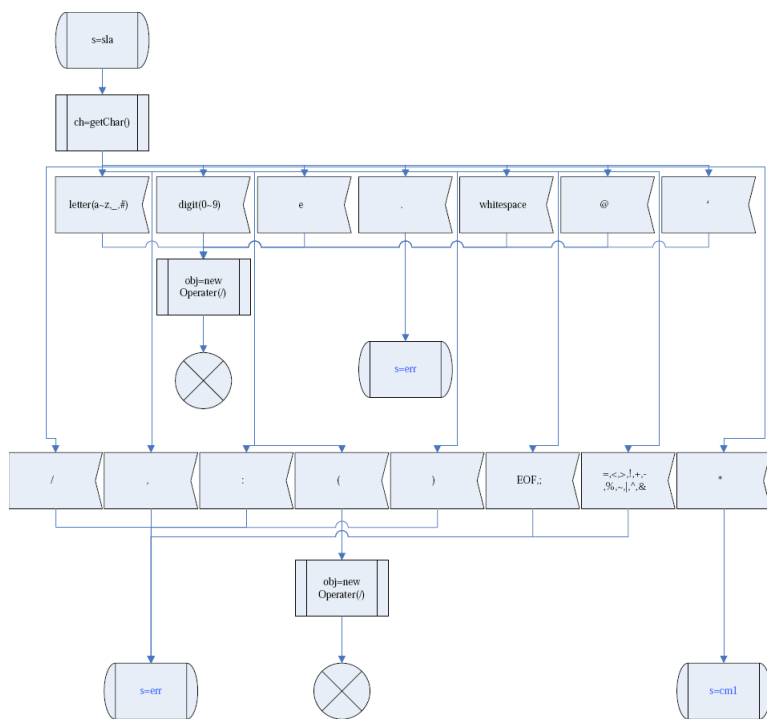 s=sla
ch=getChar()
letter(a~z,_,#)
digit(0~9)
e
.
whitespace
@
‘
obj=new
Operater(/)
s=err
/
,
:
(
)
EOF,;
=,<,>,!,+,-
,%,~,|,^,&
*
obj=new
Operater(/)
s=err
s=cm1